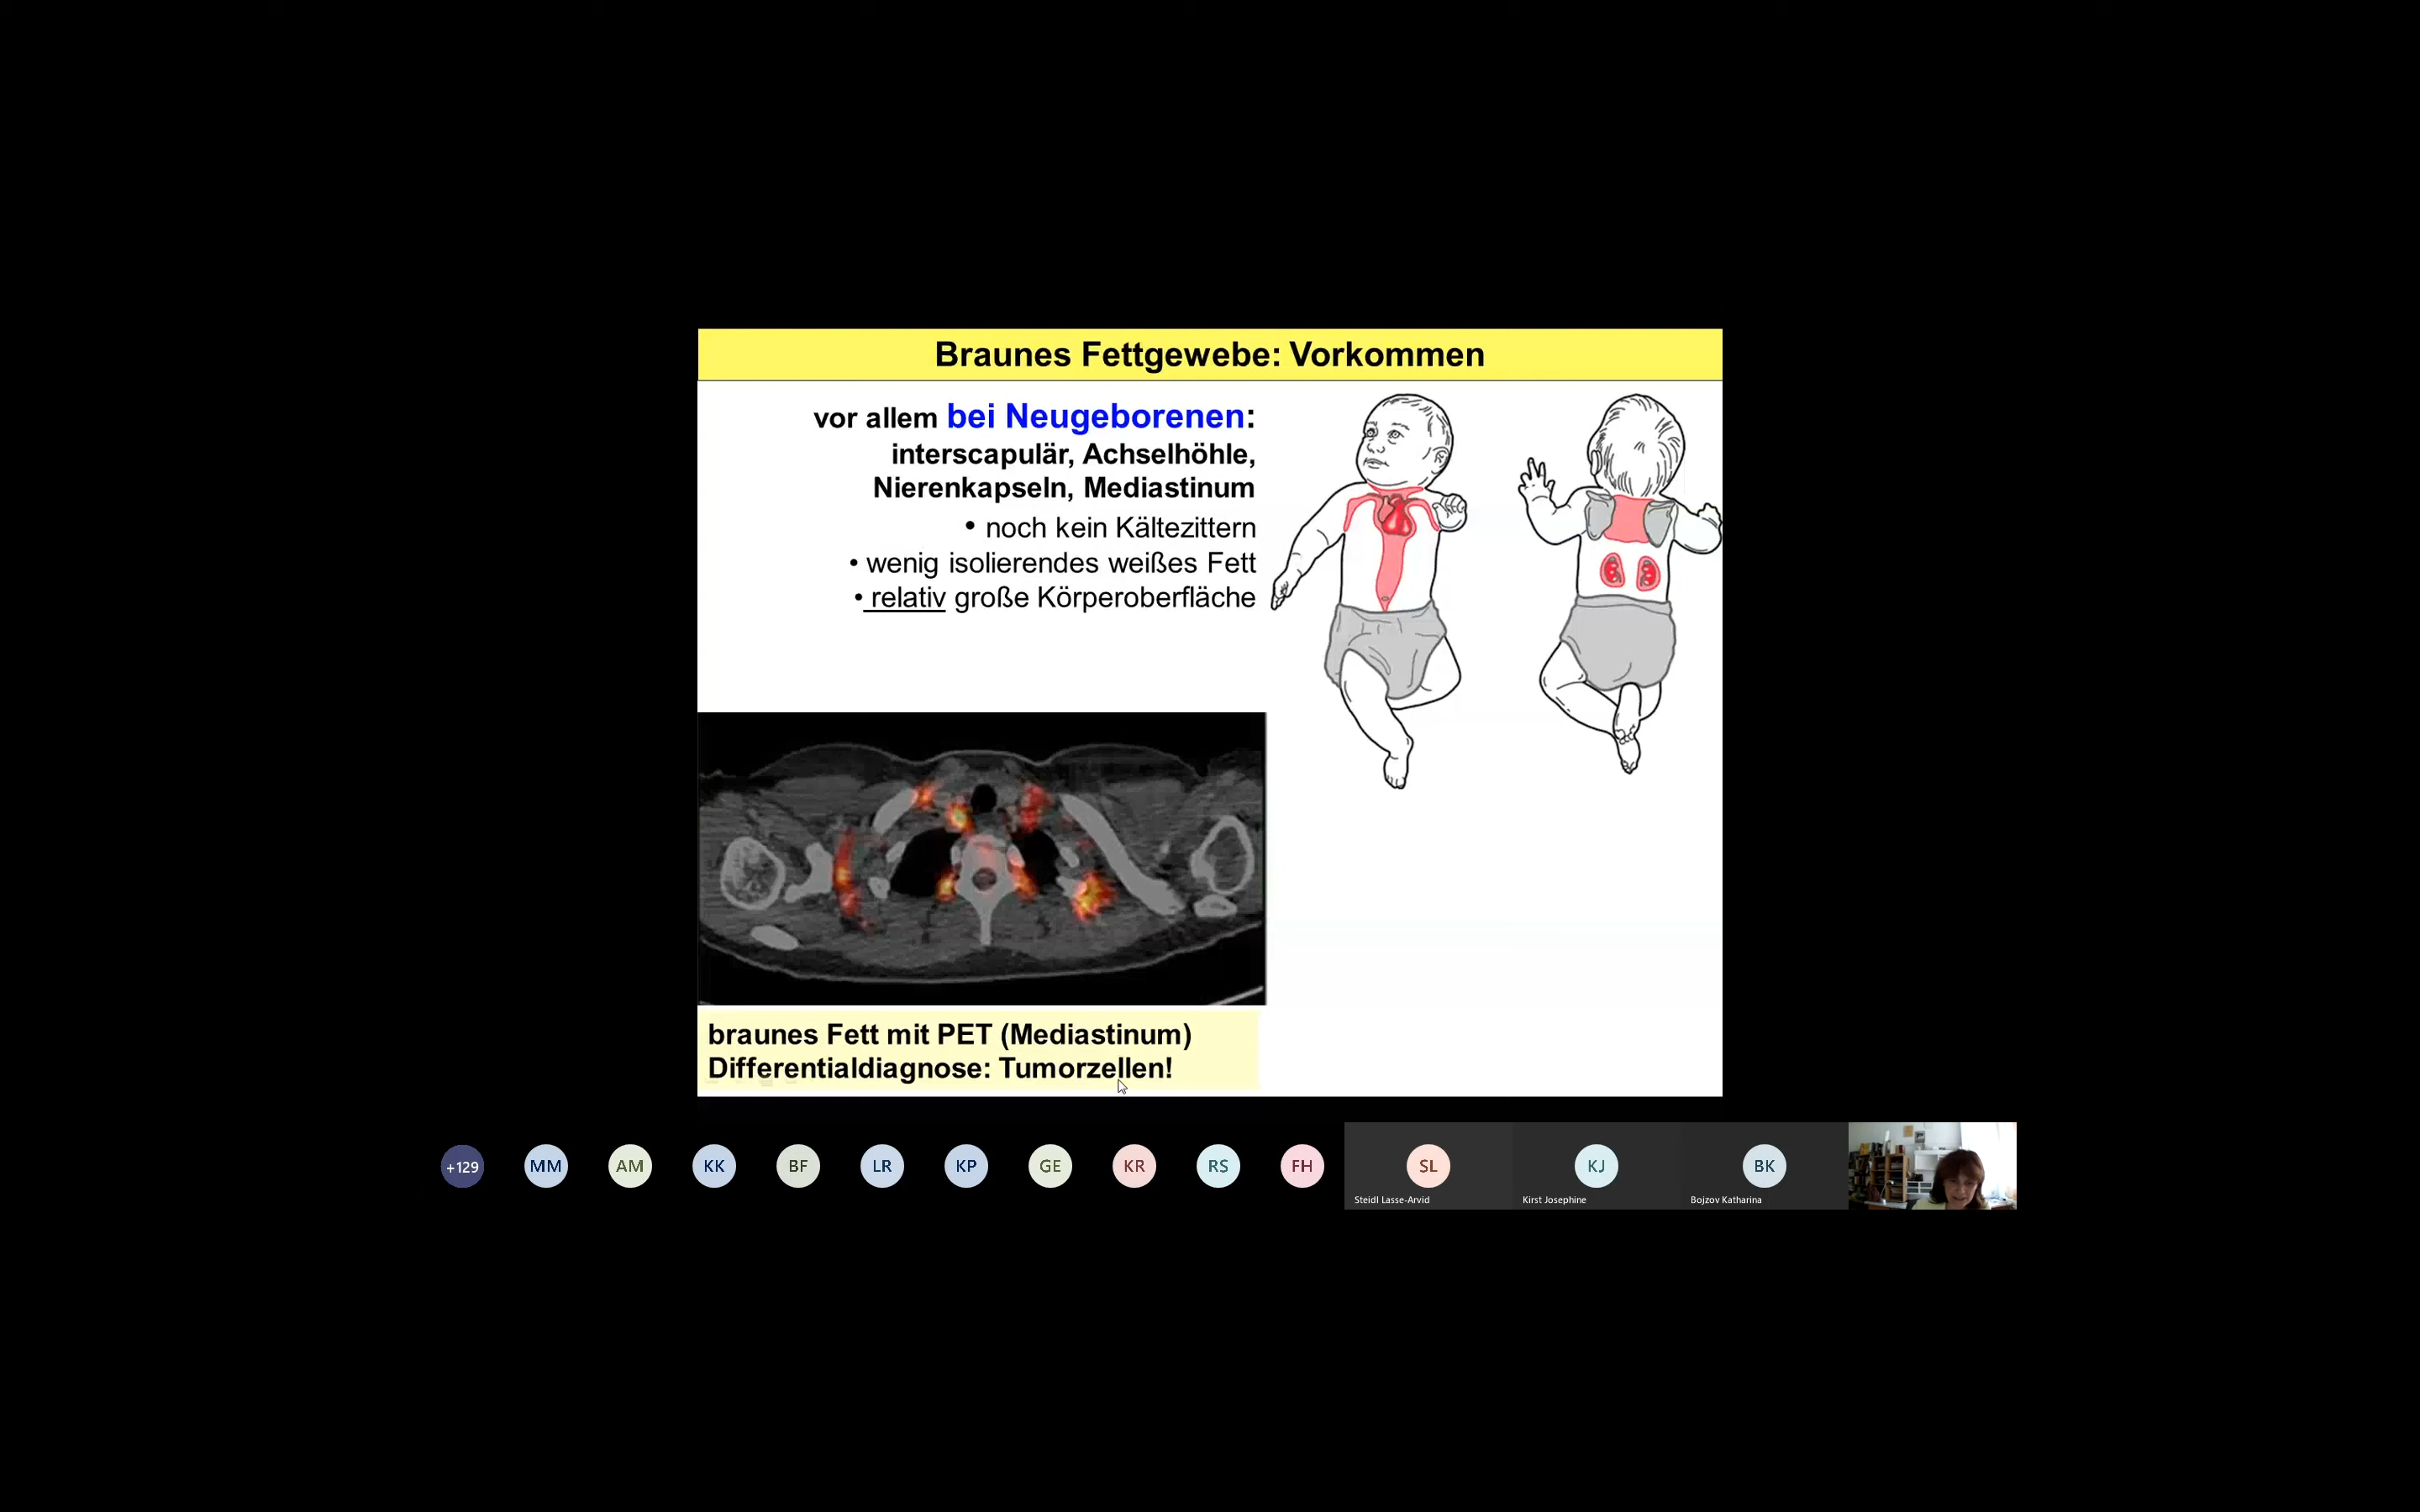 Braunes Fettgewebe: Vorkommen
vor allem bei Neugeborenen:
interscapulär, Achselhöhle,
Nierenkapseln, Mediastinum
• noch kein Kältezittern
• wenig isolierendes weißes Fett
• relativ große Körperoberfläche
braunes Fett mit PET (Mediastinum)
Differentialdiagnose: Tumorzellen!
+129 MM AM KK BF LR KP GE KR RS FH SL KJ BK
Steidl Lasse-Arvid Kirst Josephine Bojzov Katharina